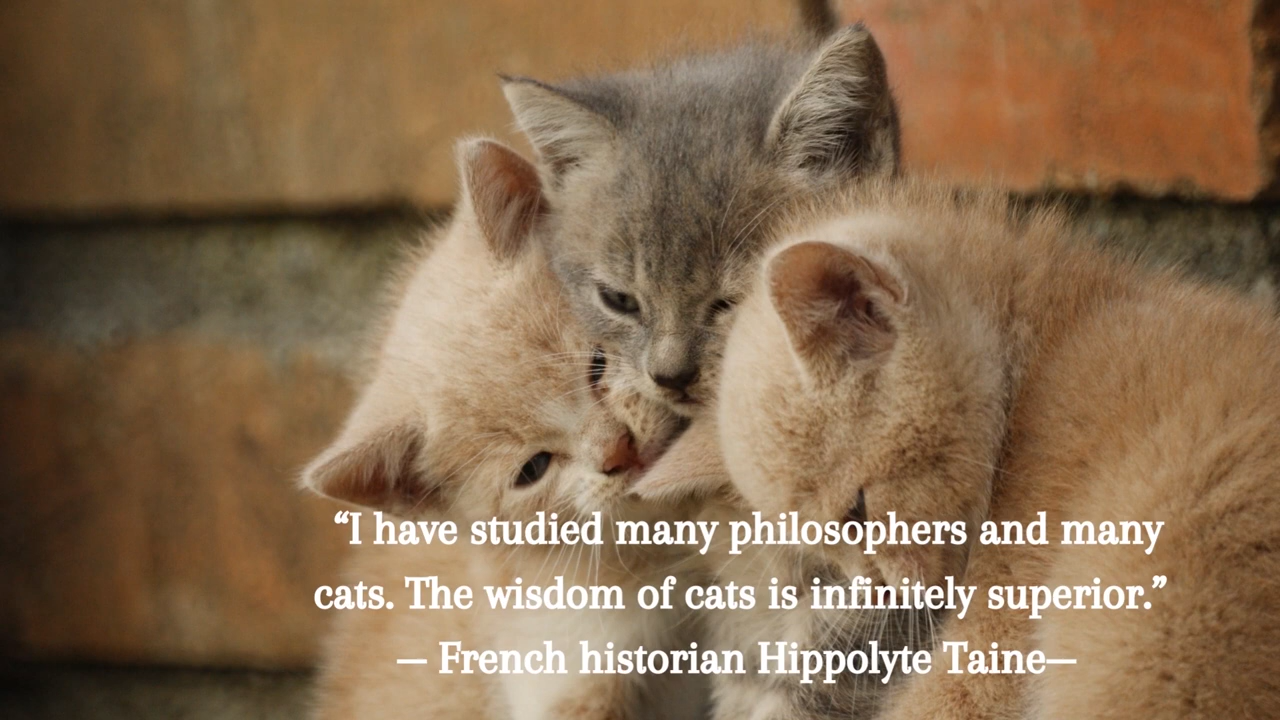 “I have studied many philosophers and many
cats. The wisdom of cats is infinitely superior.”
— French historian Hippolyte Taine—